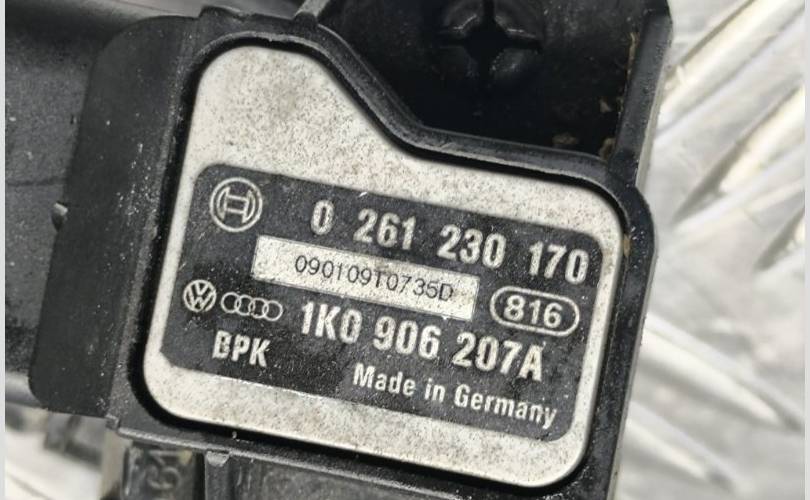 0 261 230 170
090109T0735D
816
1K0 906 207A
BPK
Made in Germany